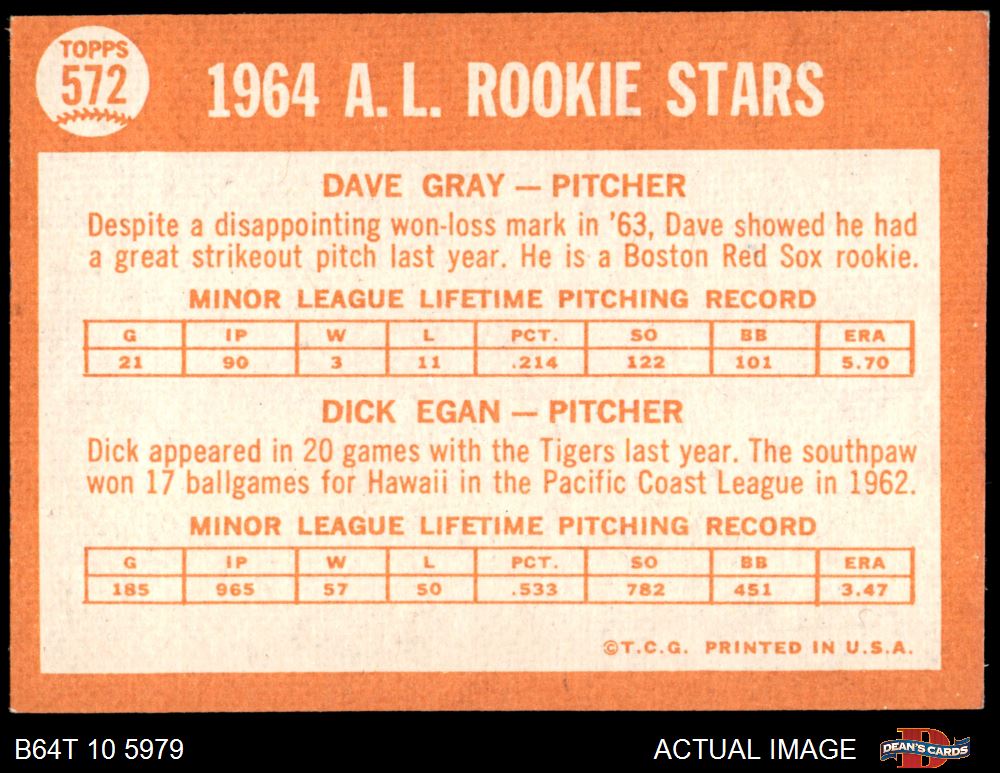 TOPPS
572
1964 A.L. ROOKIE STARS
DAVE GRAY — PITCHER
Despite a disappointing won-loss mark in '63, Dave showed he had
a great strikeout pitch last year. He is a Boston Red Sox rookie.
MINOR LEAGUE LIFETIME PITCHING RECORD
G IP W L PCT. SO BB ERA
21 90 3 11 .214 122 101 5.70
DICK EGAN — PITCHER
Dick appeared in 20 games with the Tigers last year. The southpaw
won 17 ballgames for Hawaii in the Pacific Coast League in 1962.
MINOR LEAGUE LIFETIME PITCHING RECORD
G IP W L PCT. SO BB ERA
185 965 57 50 .533 782 451 3.47
©T.C.G. PRINTED IN U.S.A.
B64T 10 5979
ACTUAL IMAGE
DEAN'S CARDS